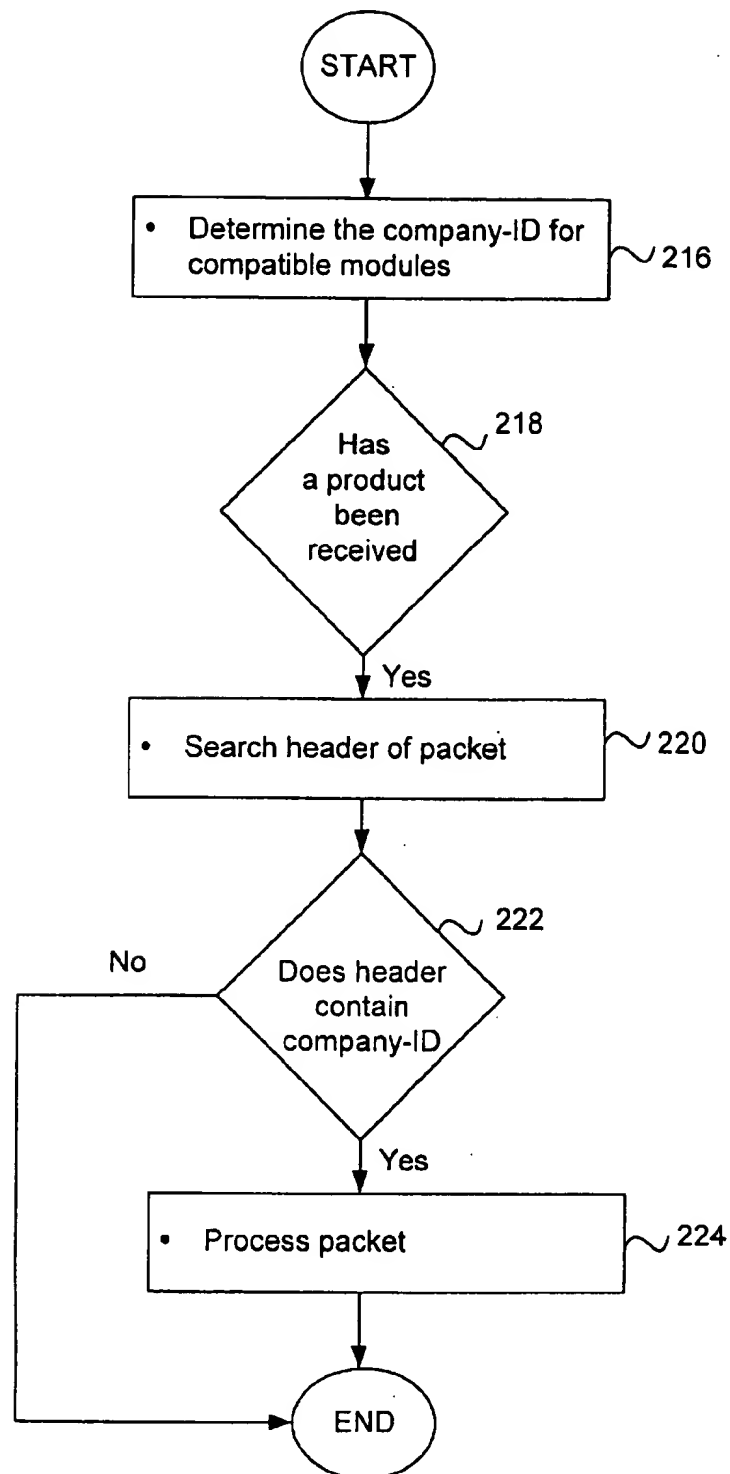 START
• Determine the company-ID for
compatible modules
216
218
Has
a product
been
received
Yes
• Search header of packet
220
222
No
Does header
contain
company-ID
Yes
• Process packet
224
END